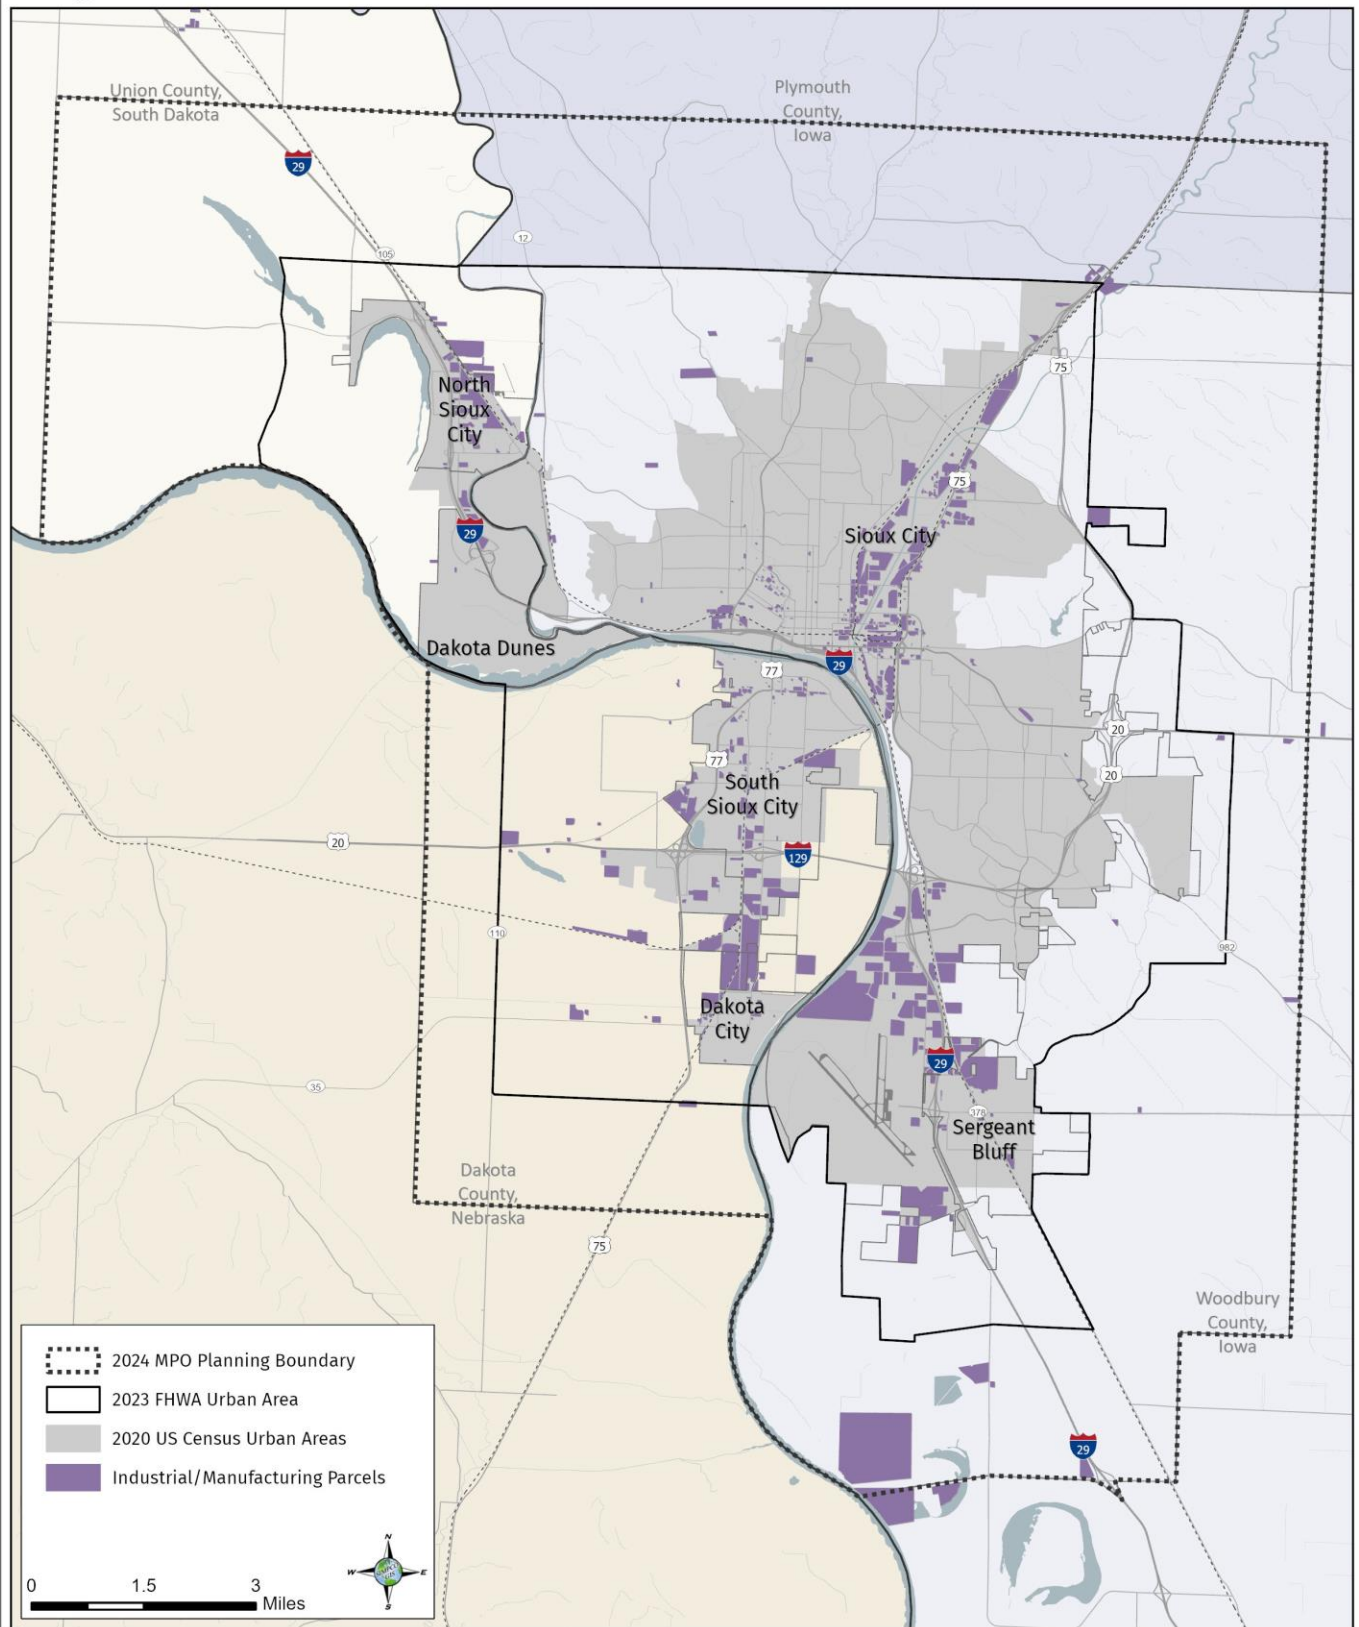 Union County,
South Dakota
Plymouth
County,
Iowa
29
105
12
75
North
Sioux
City
75
29
Sioux City
Dakota Dunes
29
77
20
77
20
South
Sioux City
20
129
110
982
Dakota
City
29
35
378
Sergeant
Bluff
Dakota
County,
Nebraska
75
Woodbury
County,
Iowa
29
2024 MPO Planning Boundary
2023 FHWA Urban Area
2020 US Census Urban Areas
Industrial/Manufacturing Parcels
N
W
E
S
0 1.5 3
Miles